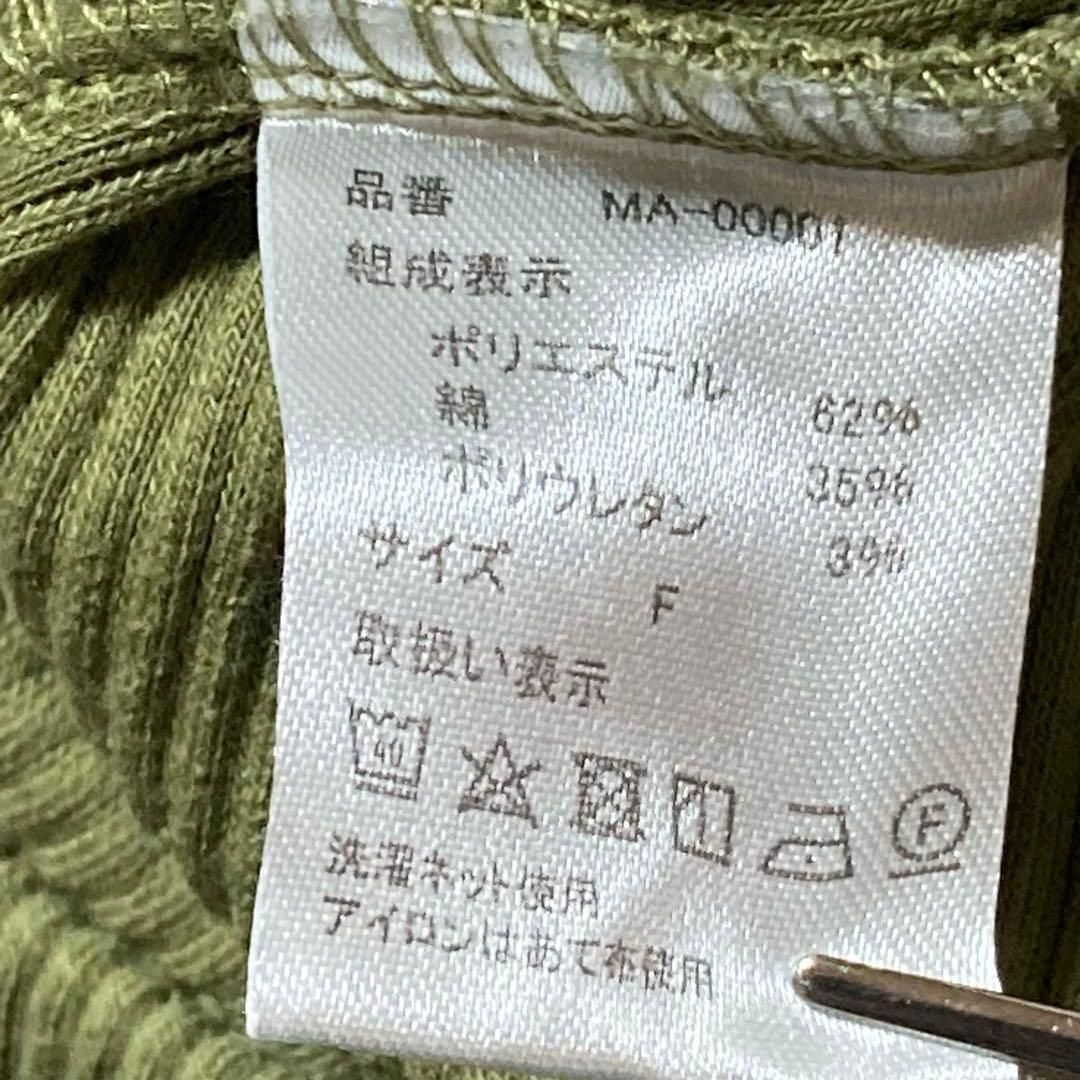 品番 MA-00001
組成表示
ポリエステル 62%
綿 35%
ポリウレタン 3%
サイズ F
取扱い表示
F
洗濯ネット使用
アイロンはあて布使用